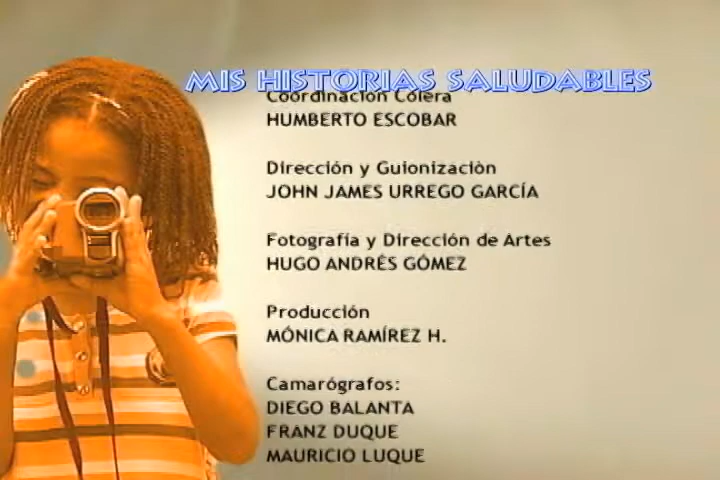 MIS HISTORIAS SALUDABLES
Coordinación Cólera
HUMBERTO ESCOBAR
Dirección y Guionizaciòn
JOHN JAMES URREGO GARCÍA
Fotografía y Dirección de Artes
HUGO ANDRÉS GÓMEZ
Producción
MÓNICA RAMÍREZ H.
Camarógrafos:
DIEGO BALANTA
FRANZ DUQUE
MAURICIO LUQUE